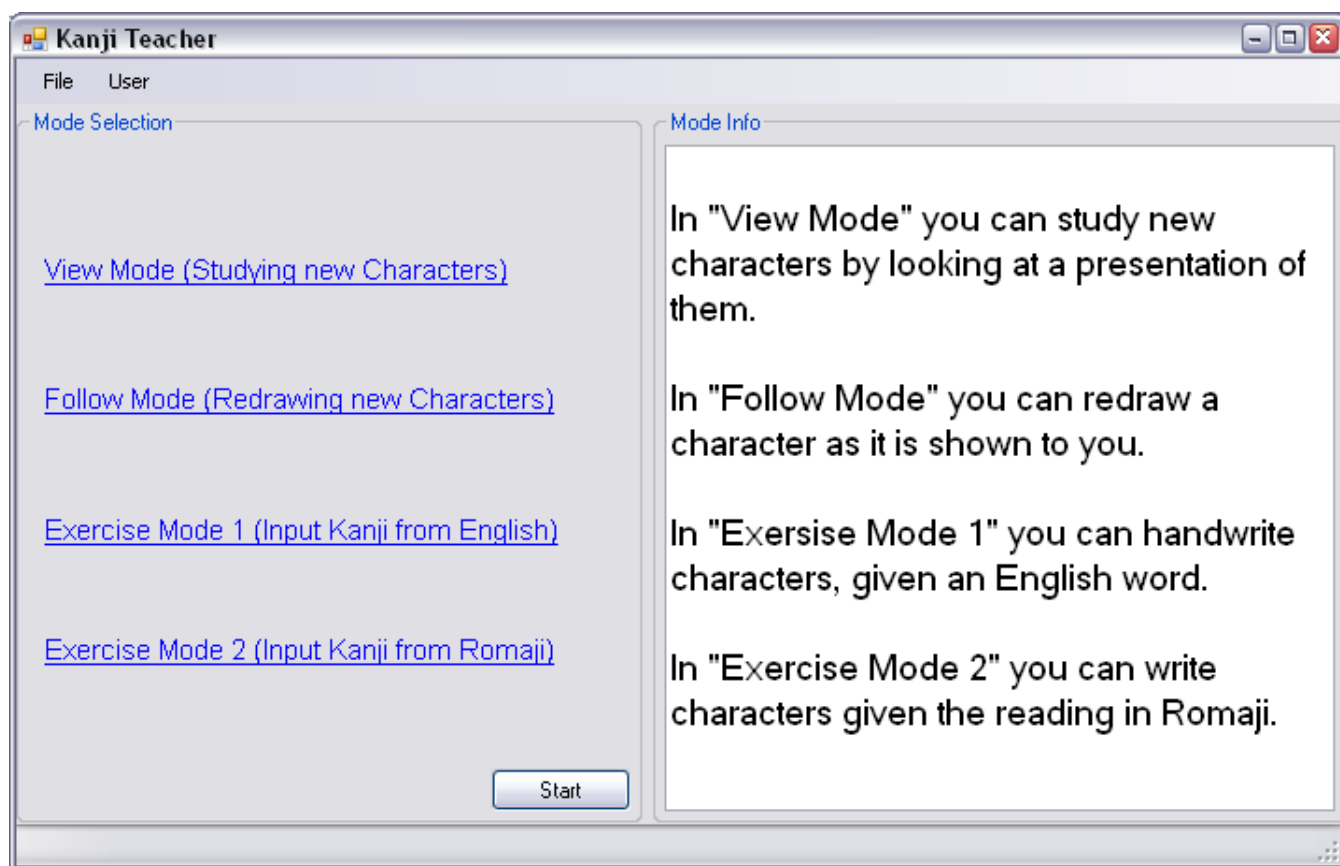 Kanji Teacher
File User
Mode Selection
View Mode (Studying new Characters)
Follow Mode (Redrawing new Characters)
Exercise Mode 1 (Input Kanji from English)
Exercise Mode 2 (Input Kanji from Romaji)
Start
Mode Info
In "View Mode" you can study new
characters by looking at a presentation of
them.
In "Follow Mode" you can redraw a
character as it is shown to you.
In "Exersise Mode 1" you can handwrite
characters, given an English word.
In "Exercise Mode 2" you can write
characters given the reading in Romaji.